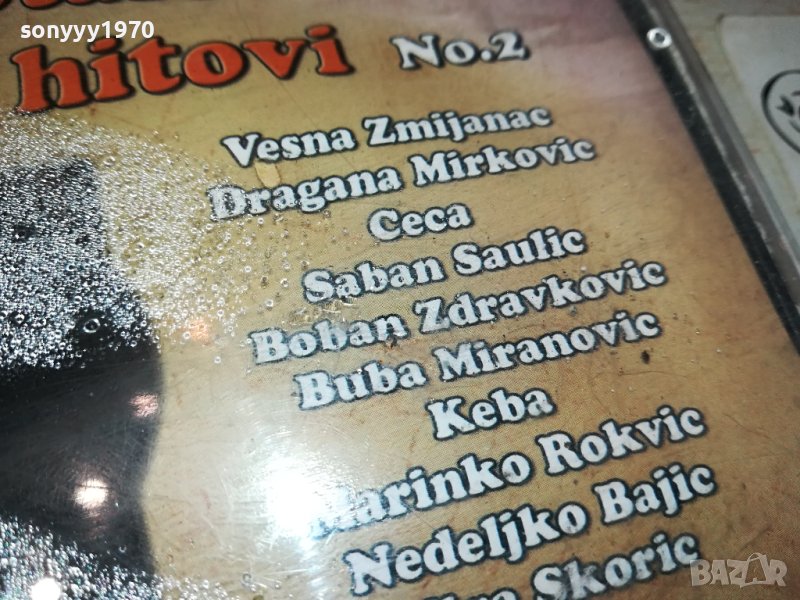 sonyyy1970
hitovi No.2
Vesna Zmijanac
Dragana Mirkovic
Ceca
Saban Saulic
Boban Zdravkovic
Buba Miranovic
Keba
Marinko Rokvic
Nedeljko Bajic
Skoric
BAZAR